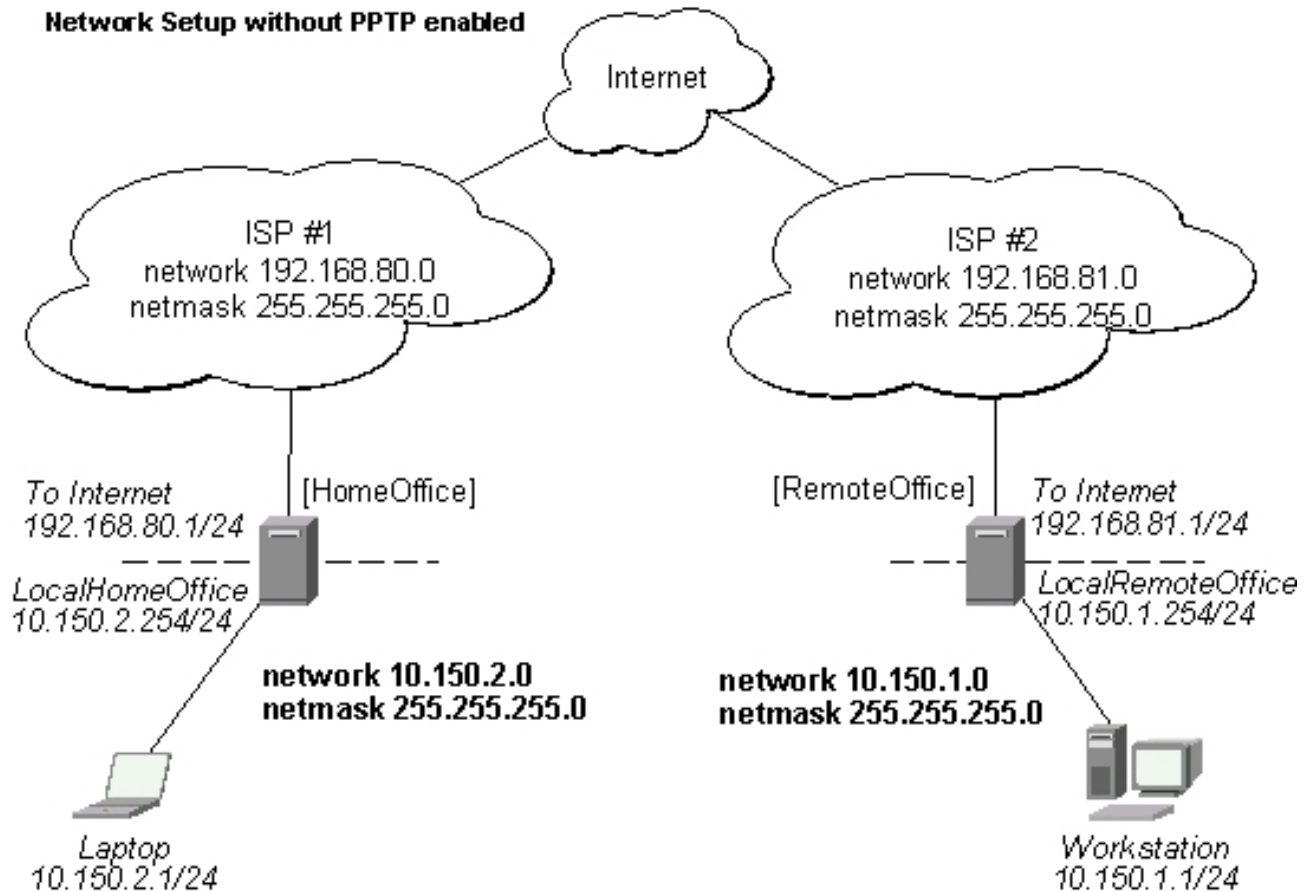 Network Setup without PPTP enabled
Internet
ISP #1
network 192.168.80.0
netmask 255.255.255.0
ISP #2
network 192.168.81.0
netmask 255.255.255.0
To Internet
192.168.80.1/24
[HomeOffice]
[RemoteOffice]
To Internet
192.168.81.1/24
LocalHomeOffice
10.150.2.254/24
LocalRemoteOffice
10.150.1.254/24
network 10.150.2.0
netmask 255.255.255.0
network 10.150.1.0
netmask 255.255.255.0
Laptop
10.150.2.1/24
Workstation
10.150.1.1/24